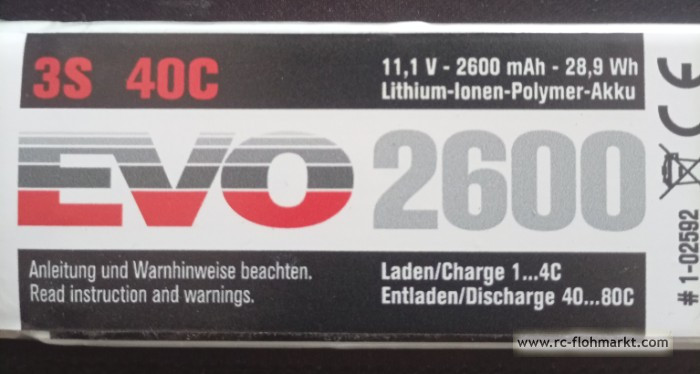 3S 40C
11,1 V - 2600 mAh - 28,9 Wh
Lithium-Ionen-Polymer-Akku
EVO 2600
Anleitung und Warnhinweise beachten.
Read instruction and warnings.
Laden/Charge 1...4C
Entladen/Discharge 40...80C
CE
# 1-02592
www.rc-flohmarkt.com